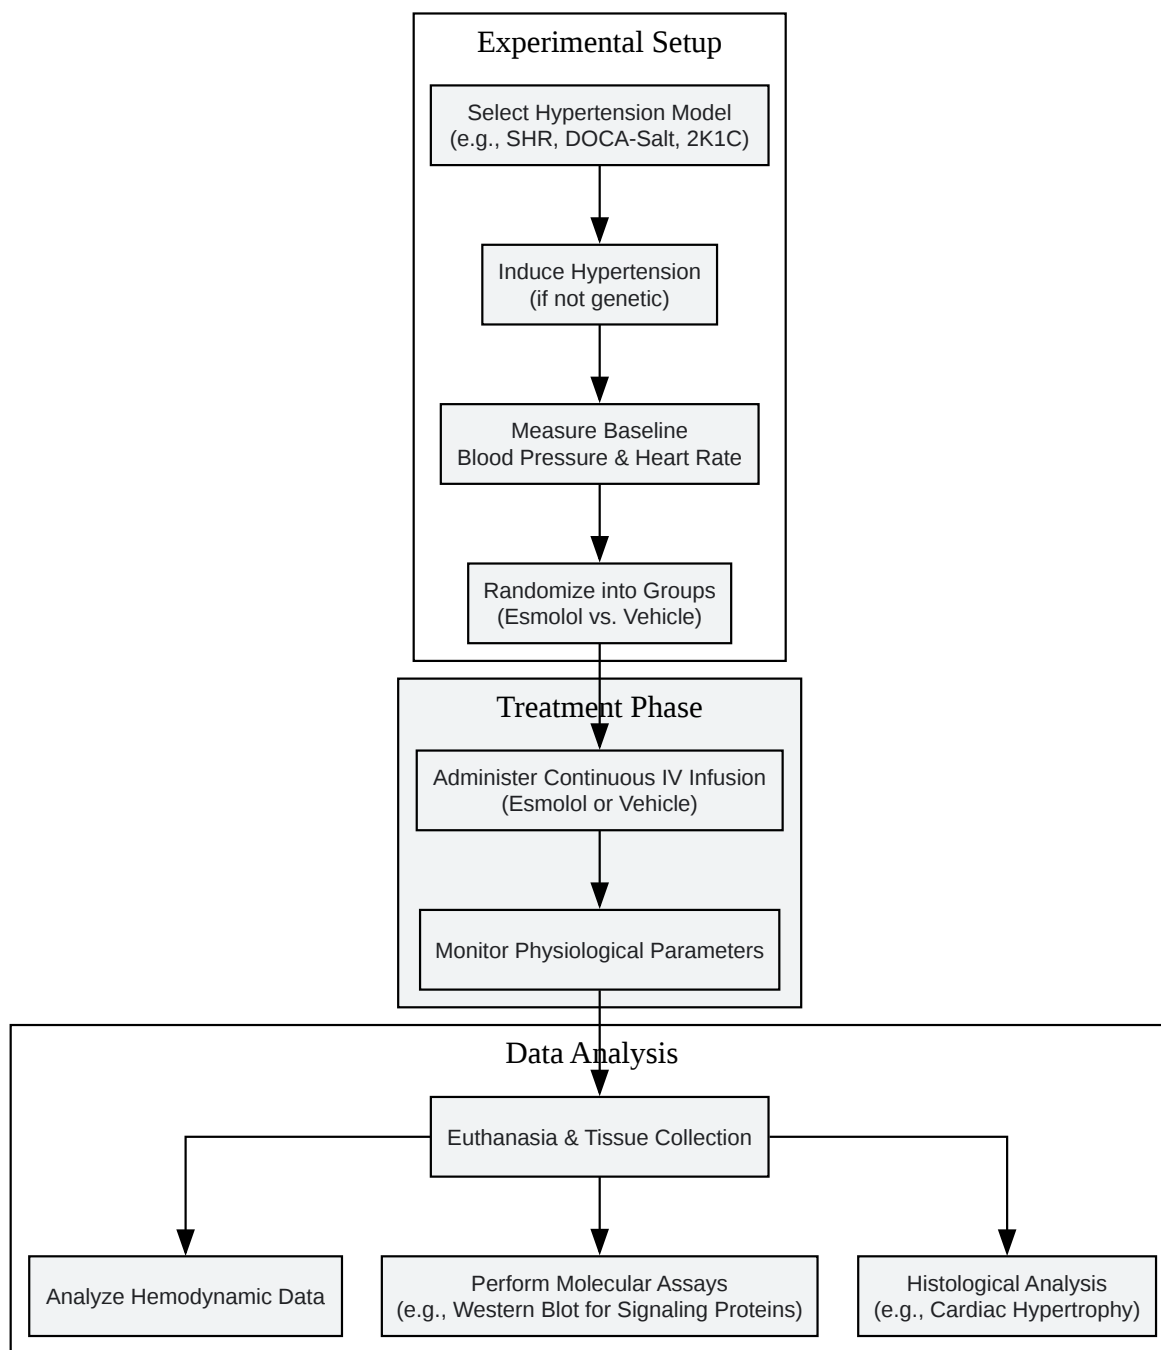 Experimental Setup
Select Hypertension Model
(e.g., SHR, DOCA-Salt, 2K1C)
Induce Hypertension
(if not genetic)
Measure Baseline
Blood Pressure & Heart Rate
Randomize into Groups
(Esmolol vs. Vehicle)
Treatment Phase
Administer Continuous IV Infusion
(Esmolol or Vehicle)
Monitor Physiological Parameters
Data Analysis
Euthanasia & Tissue Collection
Analyze Hemodynamic Data
Perform Molecular Assays
(e.g., Western Blot for Signaling Proteins)
Histological Analysis
(e.g., Cardiac Hypertrophy)